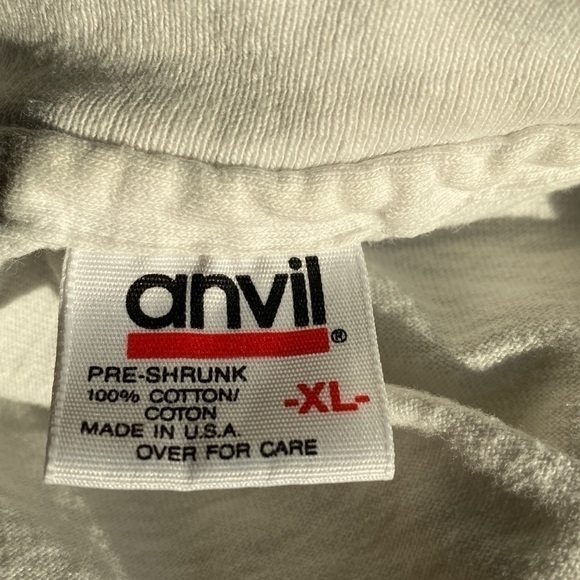 anvil®
PRE-SHRUNK
100% COTTON/
COTON
-XL-
MADE IN U.S.A.
OVER FOR CARE